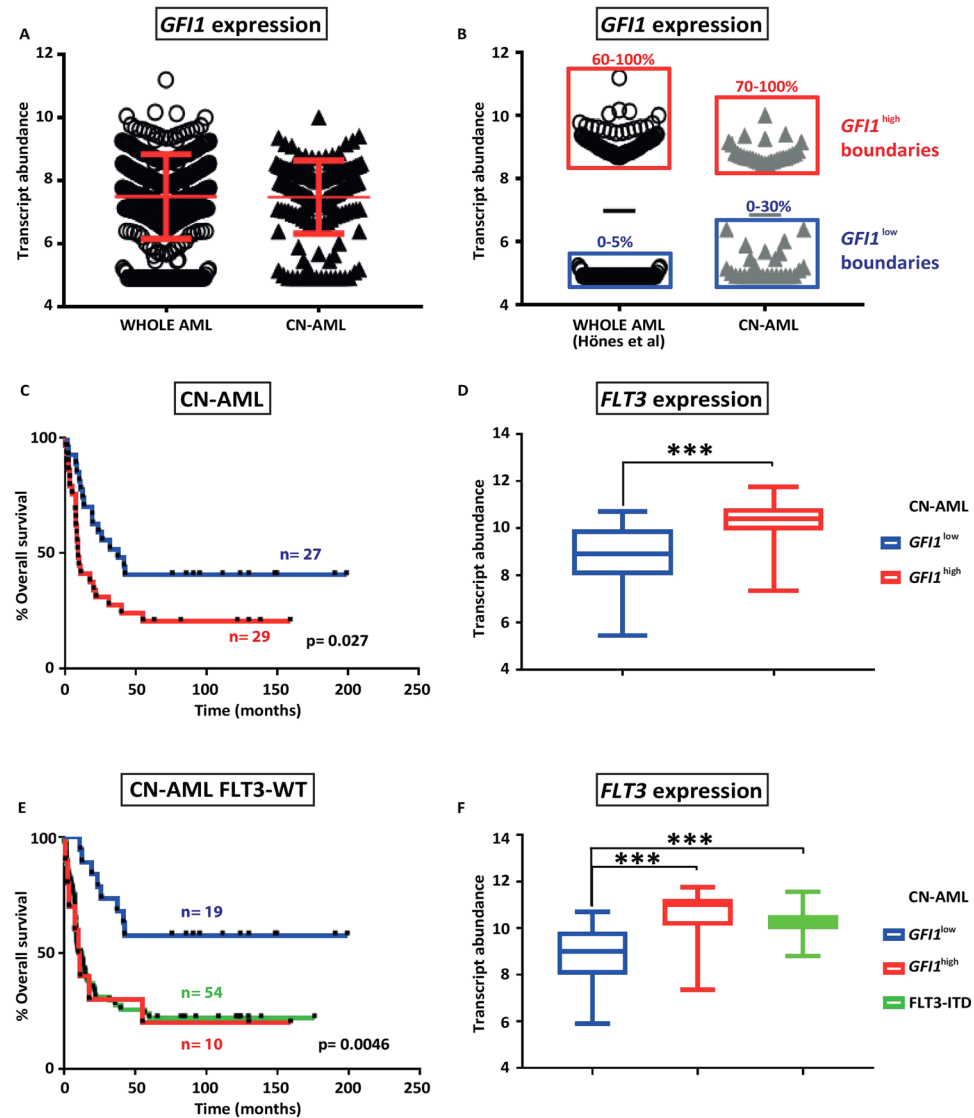 A
GFI1 expression
Transcript abundance
12
10
8
6
4
WHOLE AML
CN-AML
B
GFI1 expression
Transcript abundance
12
10
8
6
4
60-100%
70-100%
GFI1high
boundaries
0-5%
0-30%
GFI1low
boundaries
WHOLE AML
(Hönes et al)
CN-AML
C
CN-AML
% Overall survival
100
50
0
n= 27
n= 29
p= 0.027
0 50 100 150 200 250
Time (months)
D
FLT3 expression
Transcript abundance
14
12
10
8
6
4
***
CN-AML
GFI1low
GFI1high
E
CN-AML FLT3-WT
% Overall survival
100
50
0
n= 19
n= 54
n= 10
p= 0.0046
0 50 100 150 200 250
Time (months)
F
FLT3 expression
Transcript abundance
14
12
10
8
6
4
***
***
CN-AML
GFI1low
GFI1high
FLT3-ITD